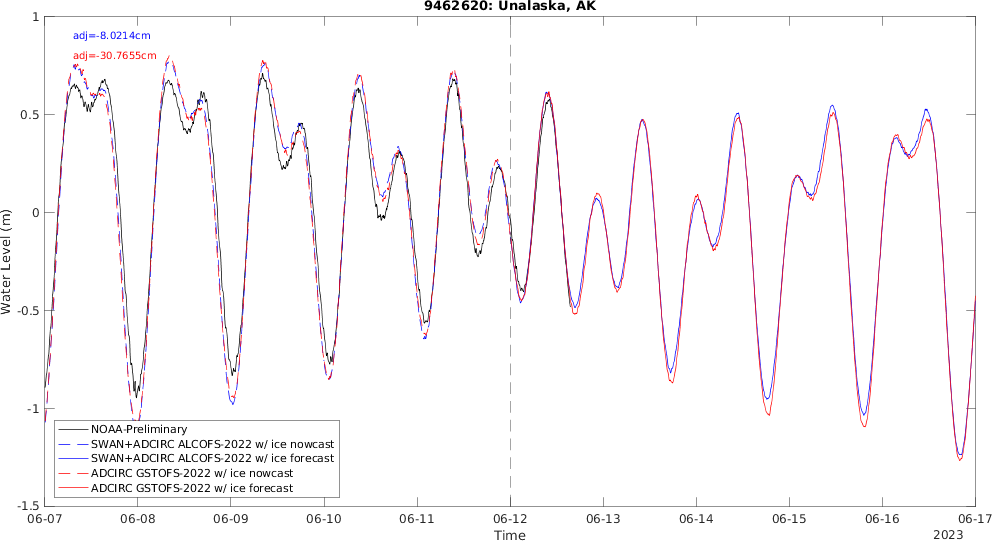 9462620: Unalaska, AK
adj=-8.0214cm
adj=-30.7655cm
1
0.5
0
-0.5
-1
-1.5
Water Level (m)
NOAA-Preliminary
SWAN+ADCIRC ALCOFS-2022 w/ ice nowcast
SWAN+ADCIRC ALCOFS-2022 w/ ice forecast
ADCIRC GSTOFS-2022 w/ ice nowcast
ADCIRC GSTOFS-2022 w/ ice forecast
06-07 06-08 06-09 06-10 06-11 06-12 06-13 06-14 06-15 06-16 06-17
Time
2023